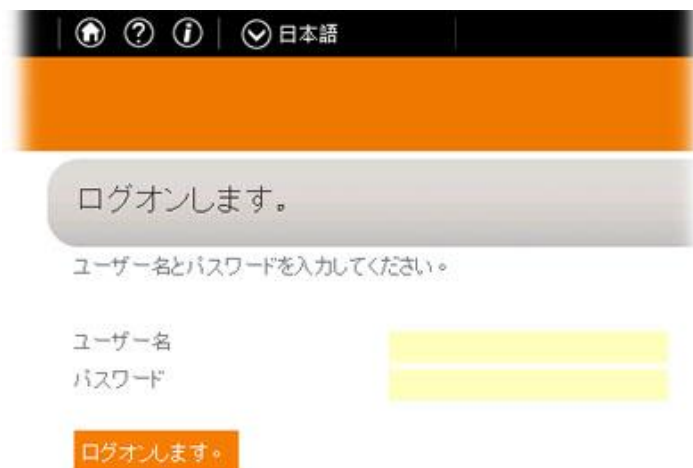 ? i 日本語
ログオンします。
ユーザー名とパスワードを入力してください。
ユーザー名
パスワード
ログオンします。